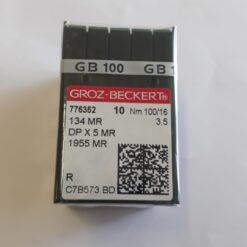 GB 100 GB
GROZ-BECKERT®
776352 10 Nm 100/16
134 MR 3.5
DP X 5 MR
1955 MR
R
C7B573 BD